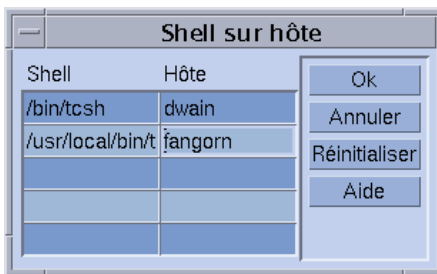 Shell sur hôte
Shell Hôte
/bin/tcsh dwain
/usr/local/bin/t fangorn
Ok
Annuler
Réinitialiser
Aide